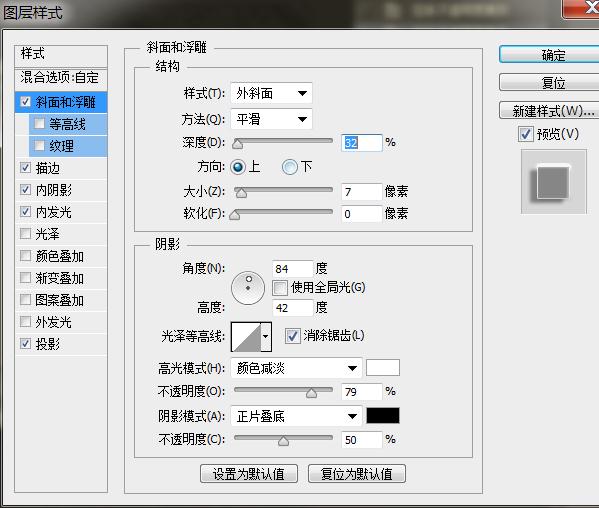 图层样式
样式
混合选项:自定
斜面和浮雕
等高线
纹理
描边
内阴影
内发光
光泽
颜色叠加
渐变叠加
图案叠加
外发光
投影
斜面和浮雕
结构
样式(T): 外斜面
方法(Q): 平滑
深度(D): 32 %
方向: 上 下
大小(Z): 7 像素
软化(F): 0 像素
阴影
角度(N): 84 度
使用全局光(G)
高度: 42 度
光泽等高线: 消除锯齿(L)
高光模式(H): 颜色减淡
不透明度(O): 79 %
阴影模式(A): 正片叠底
不透明度(C): 50 %
设置为默认值 复位为默认值
确定
复位
新建样式(W)...
预览(V)